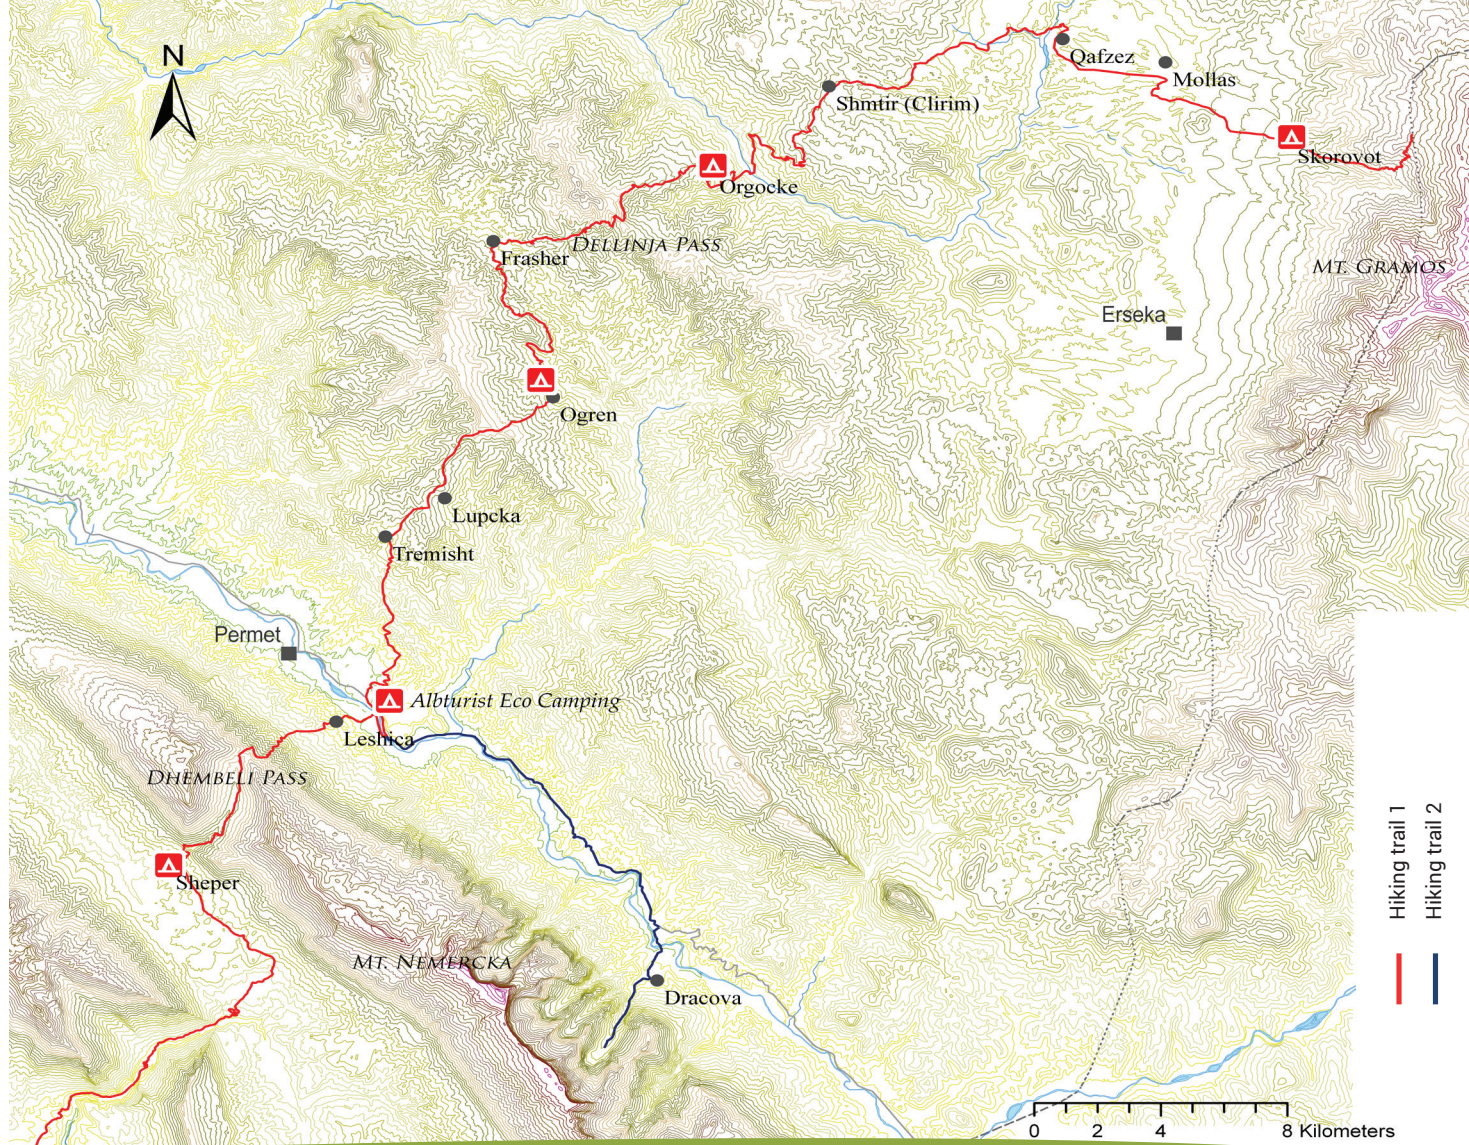 N
Qafzez
Mollas
Shmtir (Clirim)
Skorovot
Orgocke
Frasher
DELLINJA PASS
MT. GRAMOS
Erseka
Ogren
Lupcka
Tremisht
Permet
Albturist Eco Camping
Leshica
DHEMBELI PASS
Sheper
MT. NEMERCKA
Dracova
Hiking trail 1
Hiking trail 2
0 2 4 8 Kilometers